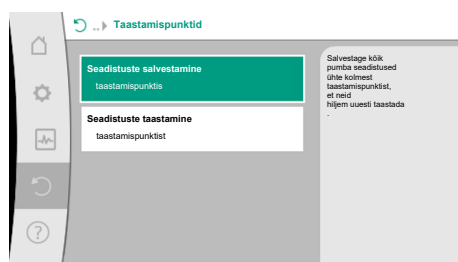 .. Taastamispunktid
Seadistuste salvestamine
taastamispunktis
Seadistuste taastamine
taastamispunktist
Salvestage kõik
pumba seadistused
ühte kolmest
taastamispunktist,
et neid
hiljem uuesti taastada
.
?